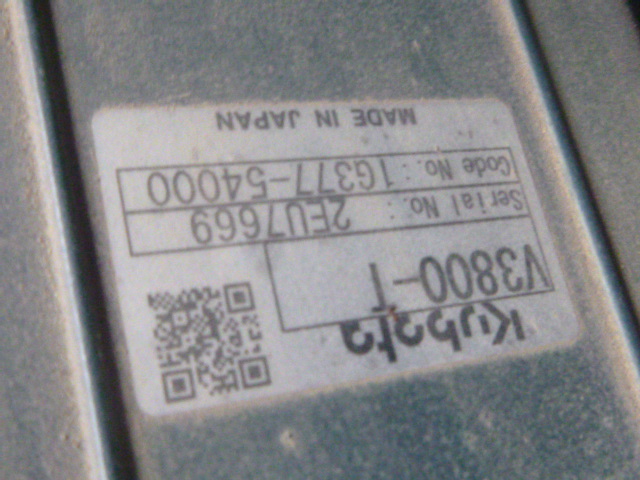 Kubota
V3800-T
Serial No.: 2EU7669
Code No.: 1G377-54000
MADE IN JAPAN